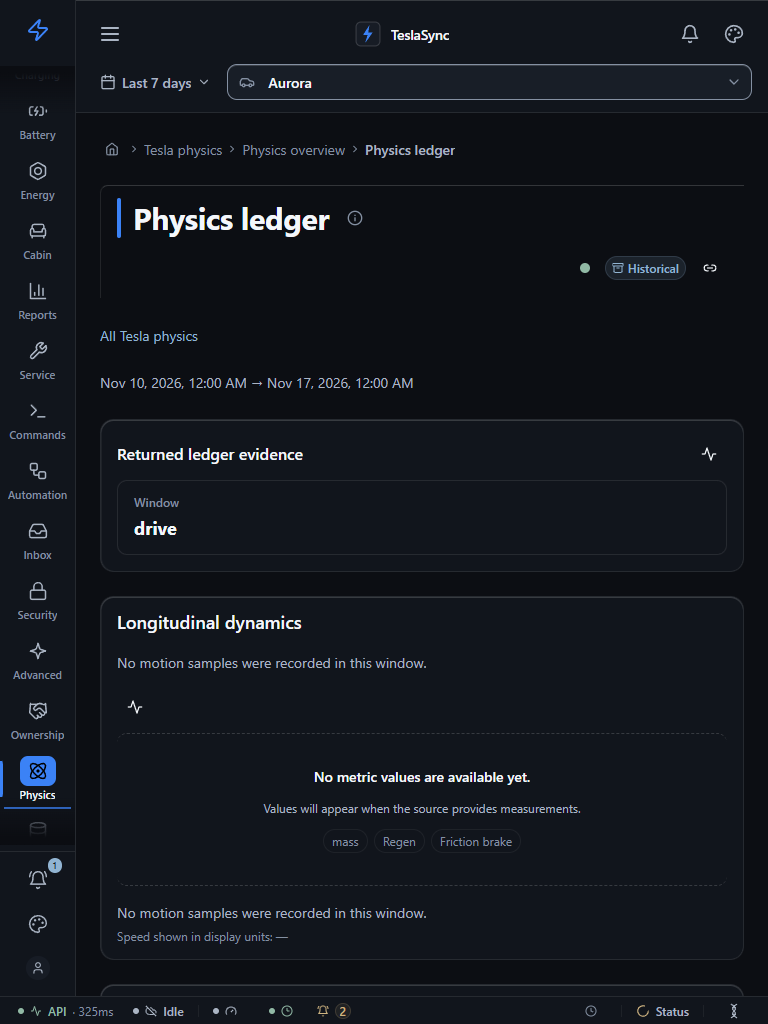 TeslaSync
Last 7 days
Aurora
Charging
Battery
Energy
Cabin
Reports
Service
Commands
Automation
Inbox
Security
Advanced
Ownership
Physics
1
Tesla physics
Physics overview
Physics ledger
Physics ledger
Historical
All Tesla physics
Nov 10, 2026, 12:00 AM → Nov 17, 2026, 12:00 AM
Returned ledger evidence
Window
drive
Longitudinal dynamics
No motion samples were recorded in this window.
No metric values are available yet.
Values will appear when the source provides measurements.
mass Regen Friction brake
No motion samples were recorded in this window.
Speed shown in display units: —
API · 325ms Idle 2 Status